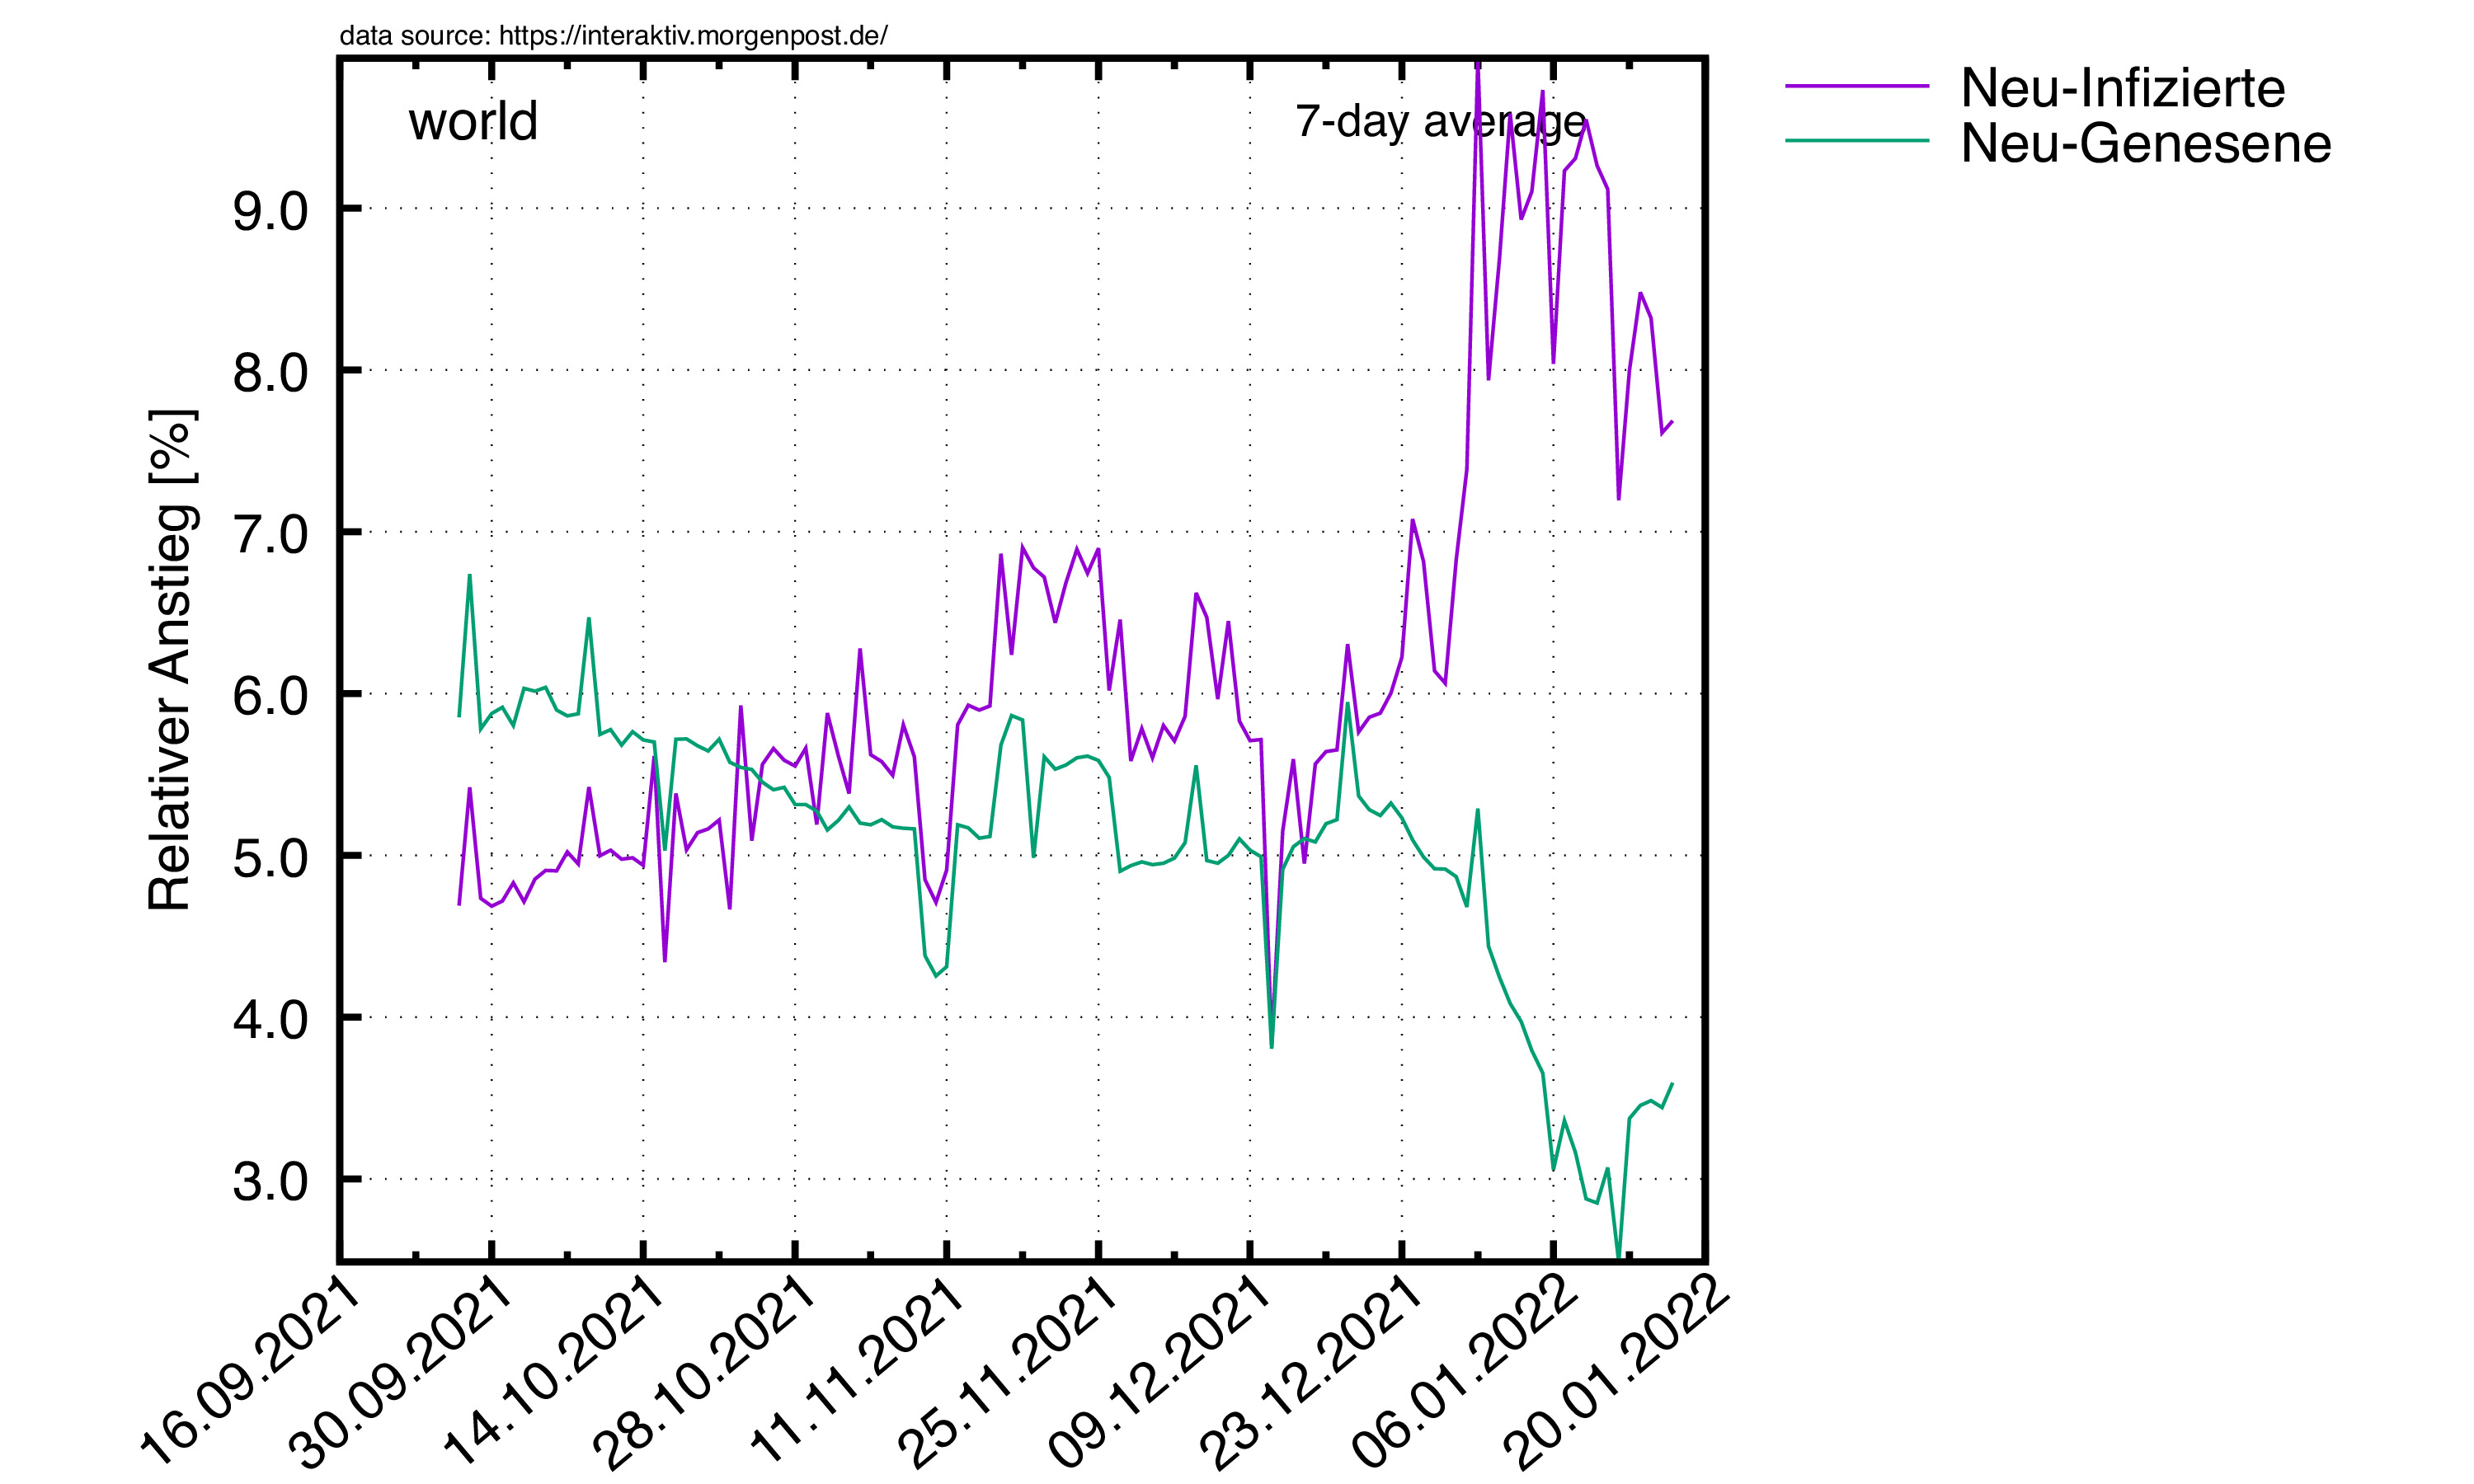 data source: https://interaktiv.morgenpost.de/
world
7-day average
Neu-Infizierte
Neu-Genesene
Relativer Anstieg [%]
9.0
8.0
7.0
6.0
5.0
4.0
3.0
16.09.2021
30.09.2021
14.10.2021
28.10.2021
11.11.2021
25.11.2021
09.12.2021
23.12.2021
06.01.2022
20.01.2022